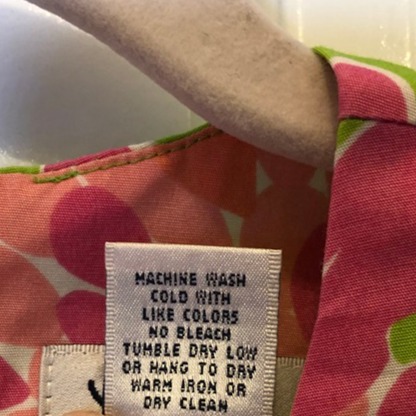 MACHINE WASH
COLD WITH
LIKE COLORS
NO BLEACH
TUMBLE DRY LOW
OR HANG TO DRY
WARM IRON OR
DRY CLEAN